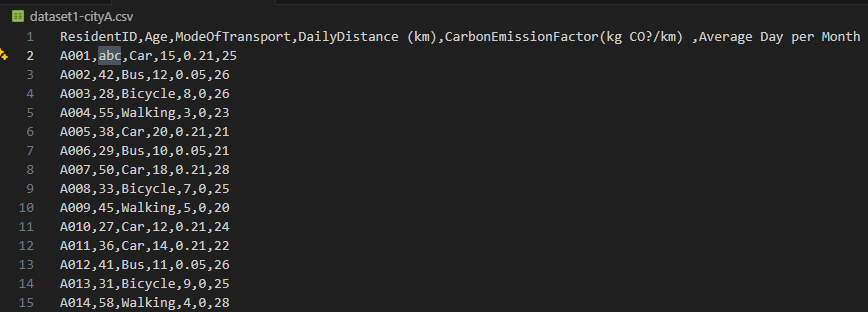 dataset1-cityA.csv
1 ResidentID,Age,ModeOfTransport,DailyDistance (km),CarbonEmissionFactor(kg CO?/km) ,Average Day per Month
2 A001,abc,Car,15,0.21,25
3 A002,42,Bus,12,0.05,26
4 A003,28,Bicycle,8,0,26
5 A004,55,Walking,3,0,23
6 A005,38,Car,20,0.21,21
7 A006,29,Bus,10,0.05,21
8 A007,50,Car,18,0.21,28
9 A008,33,Bicycle,7,0,25
10 A009,45,Walking,5,0,20
11 A010,27,Car,12,0.21,24
12 A011,36,Car,14,0.21,22
13 A012,41,Bus,11,0.05,26
14 A013,31,Bicycle,9,0,25
15 A014,58,Walking,4,0,28